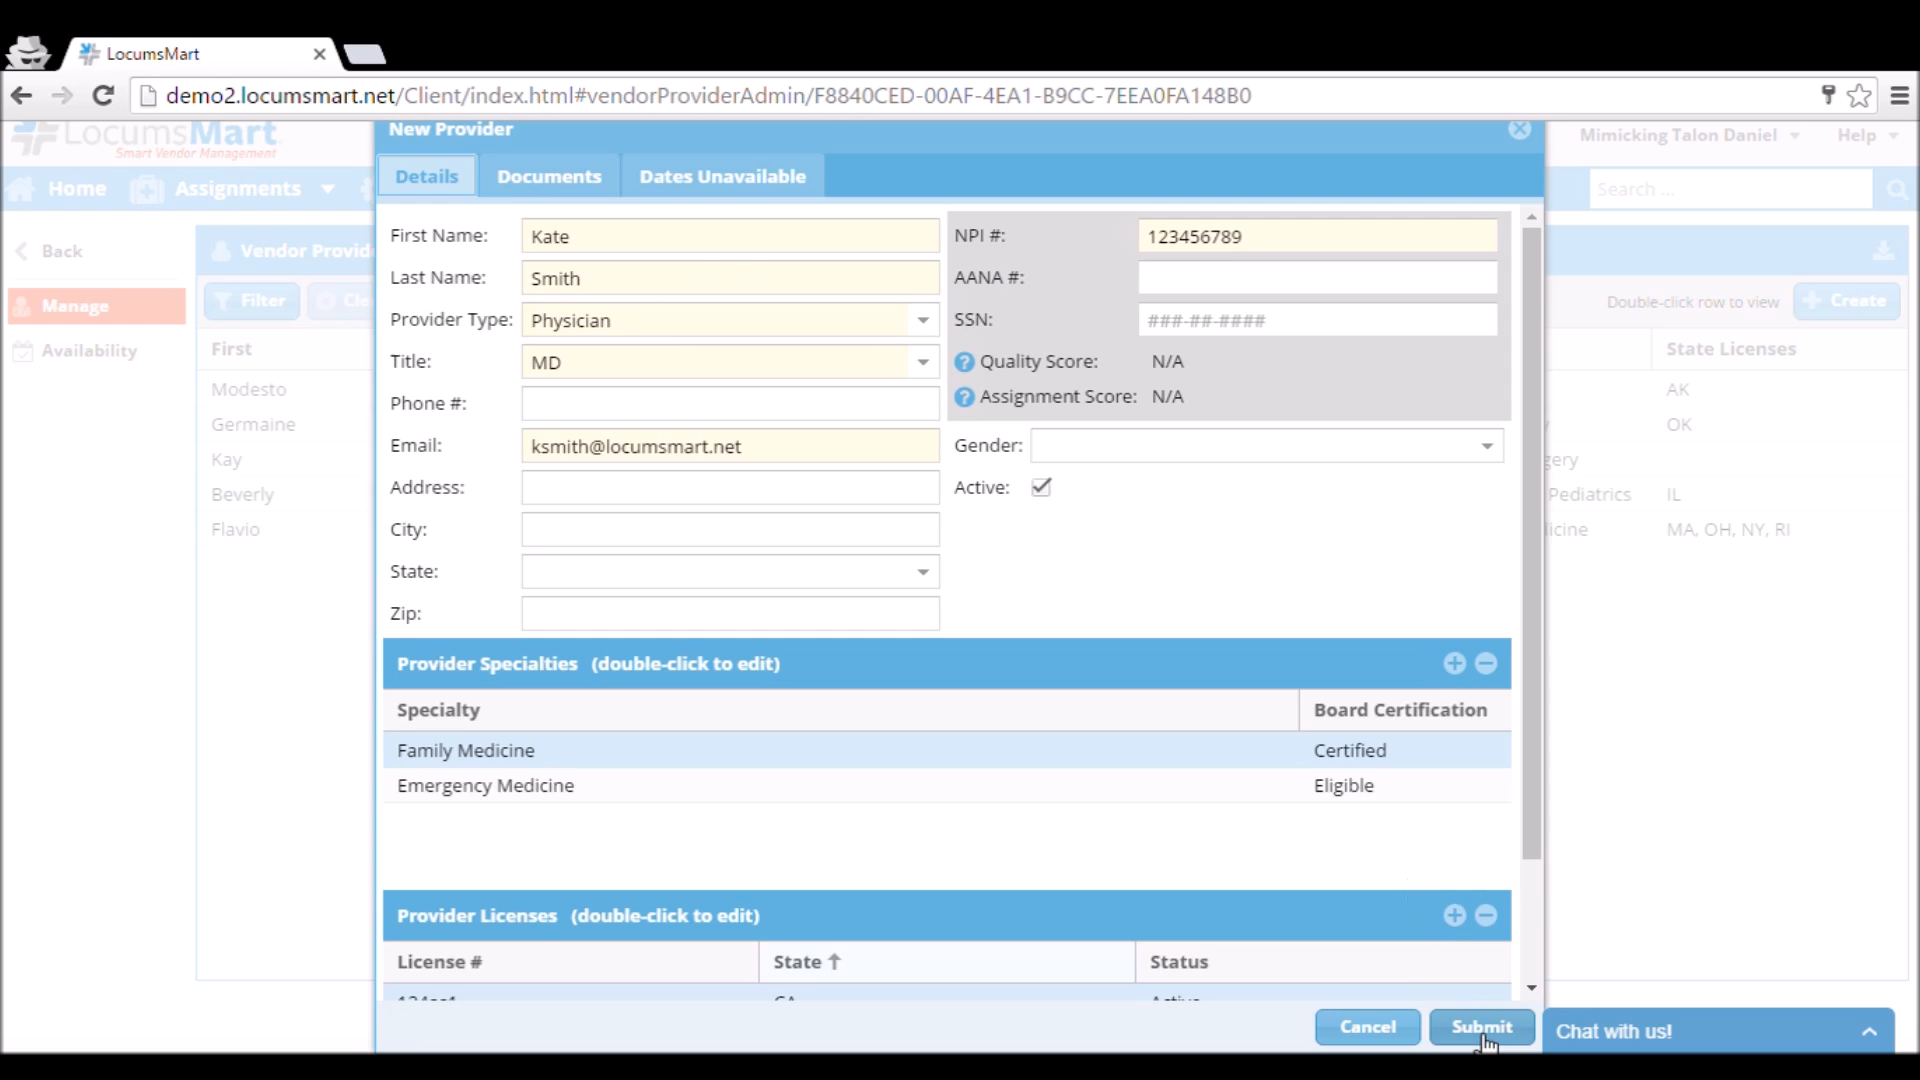 LocumsMart
demo2.locumsmart.net/Client/index.html#vendorProviderAdmin/F8840CED-00AF-4EA1-B9CC-7EEA0FA148B0
LocumsMart
Smart Vendor Management
New Provider
Mimicking Talon Daniel
Help
Home
Assignments
Details
Documents
Dates Unavailable
Search ...
Back
Manage
Availability
Vendor Provid
Filter
Cle
Double-click row to view
Create
First
State Licenses
Modesto
AK
Germaine
y
OK
Kay
gery
Beverly
Pediatrics
IL
Flavio
dicine
MA, OH, NY, RI
First Name:
Kate
NPI #:
123456789
Last Name:
Smith
AANA #:
Provider Type:
Physician
SSN:
###-##-####
Title:
MD
Quality Score:
N/A
Phone #:
Assignment Score:
N/A
Email:
ksmith@locumsmart.net
Gender:
Address:
Active:
City:
State:
Zip:
Provider Specialties (double-click to edit)
Specialty
Board Certification
Family Medicine
Certified
Emergency Medicine
Eligible
Provider Licenses (double-click to edit)
License #
State
Status
CA
Active
Cancel
Submit
Chat with us!